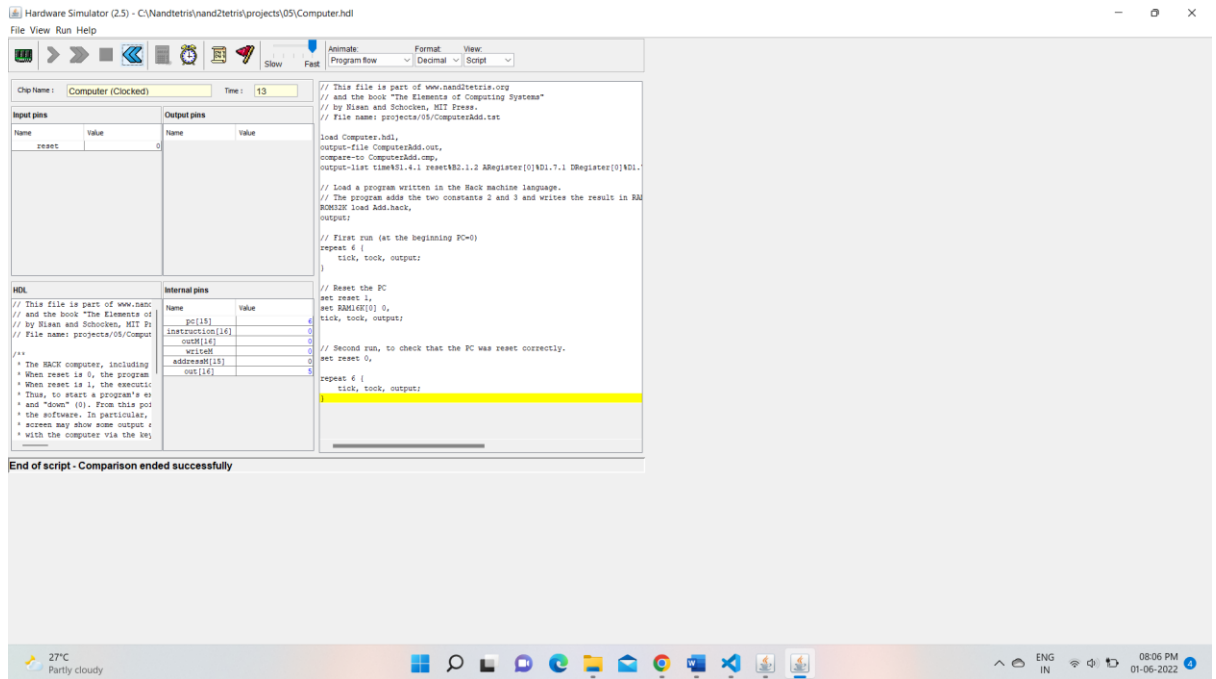 Hardware Simulator (2.5) - C:\Nandtetris\nand2tetris\projects\05\Computer.hdl
File View Run Help
Slow Fast
Animate: Format: View:
Program flow Decimal Script
Chip Name : Computer (Clocked) Time : 13
Input pins Output pins
Name Value Name Value
reset 0
HDL Internal pins
// This file is part of www.nand
// and the book "The Elements of
// by Nisan and Schocken, MIT Pr
// File name: projects/05/Comput
/**
* The HACK computer, including
* When reset is 0, the program
* When reset is 1, the executio
* Thus, to start a program's ex
* and "down" (0). From this poi
* the software. In particular,
* screen may show some output a
* with the computer via the key
Name Value
pc[15] 6
instruction[16] 0
outM[16] 0
writeM 0
addressM[15] 0
out[16] 5
// This file is part of www.nand2tetris.org
// and the book "The Elements of Computing Systems"
// by Nisan and Schocken, MIT Press.
// File name: projects/05/ComputerAdd.tst
load Computer.hdl,
output-file ComputerAdd.out,
compare-to ComputerAdd.cmp,
output-list time%S1.4.1 reset%B2.1.2 ARegister[0]%D1.7.1 DRegister[0]%D1.
// Load a program written in the Hack machine language.
// The program adds the two constants 2 and 3 and writes the result in RA
ROM32K load Add.hack,
output;
// First run (at the beginning PC=0)
repeat 6 {
tick, tock, output;
}
// Reset the PC
set reset 1,
set RAM16K[0] 0,
tick, tock, output;
// Second run, to check that the PC was reset correctly.
set reset 0,
repeat 6 {
tick, tock, output;
}
End of script - Comparison ended successfully
27°C
Partly cloudy
ENG
IN
08:06 PM
01-06-2022
4